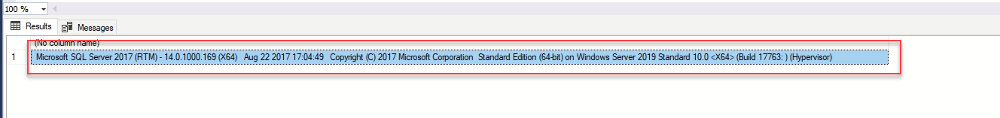 100 %
Results Messages
(No column name)
1 Microsoft SQL Server 2017 (RTM) - 14.0.1000.169 (X64) Aug 22 2017 17:04:49 Copyright (C) 2017 Microsoft Corporation Standard Edition (64-bit) on Windows Server 2019 Standard 10.0 <X64> (Build 17763: ) (Hypervisor)